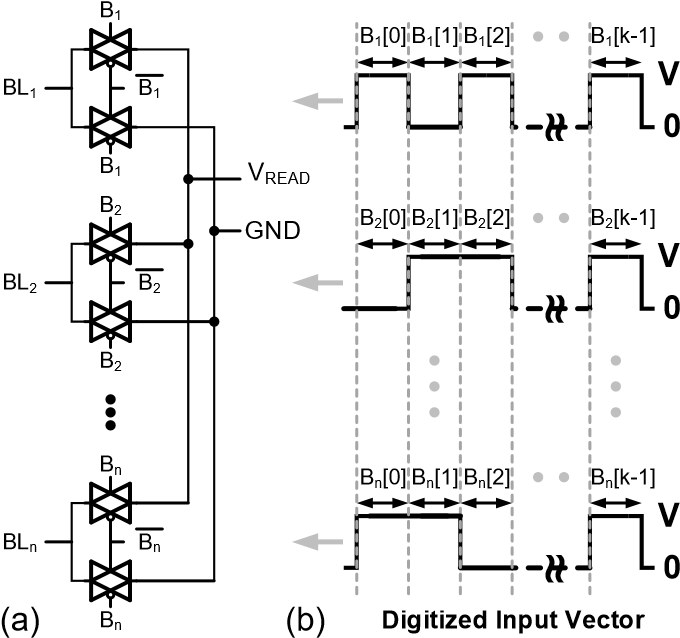 B1
BL1
B1
B1
VREAD
GND
B2
BL2
B2
B2
Bn
BLn
Bn
Bn
(a)
B1[0] B1[1] B1[2] B1[k-1]
V
0
B2[0] B2[1] B2[2] B2[k-1]
V
0
Bn[0] Bn[1] Bn[2] Bn[k-1]
V
0
(b) Digitized Input Vector